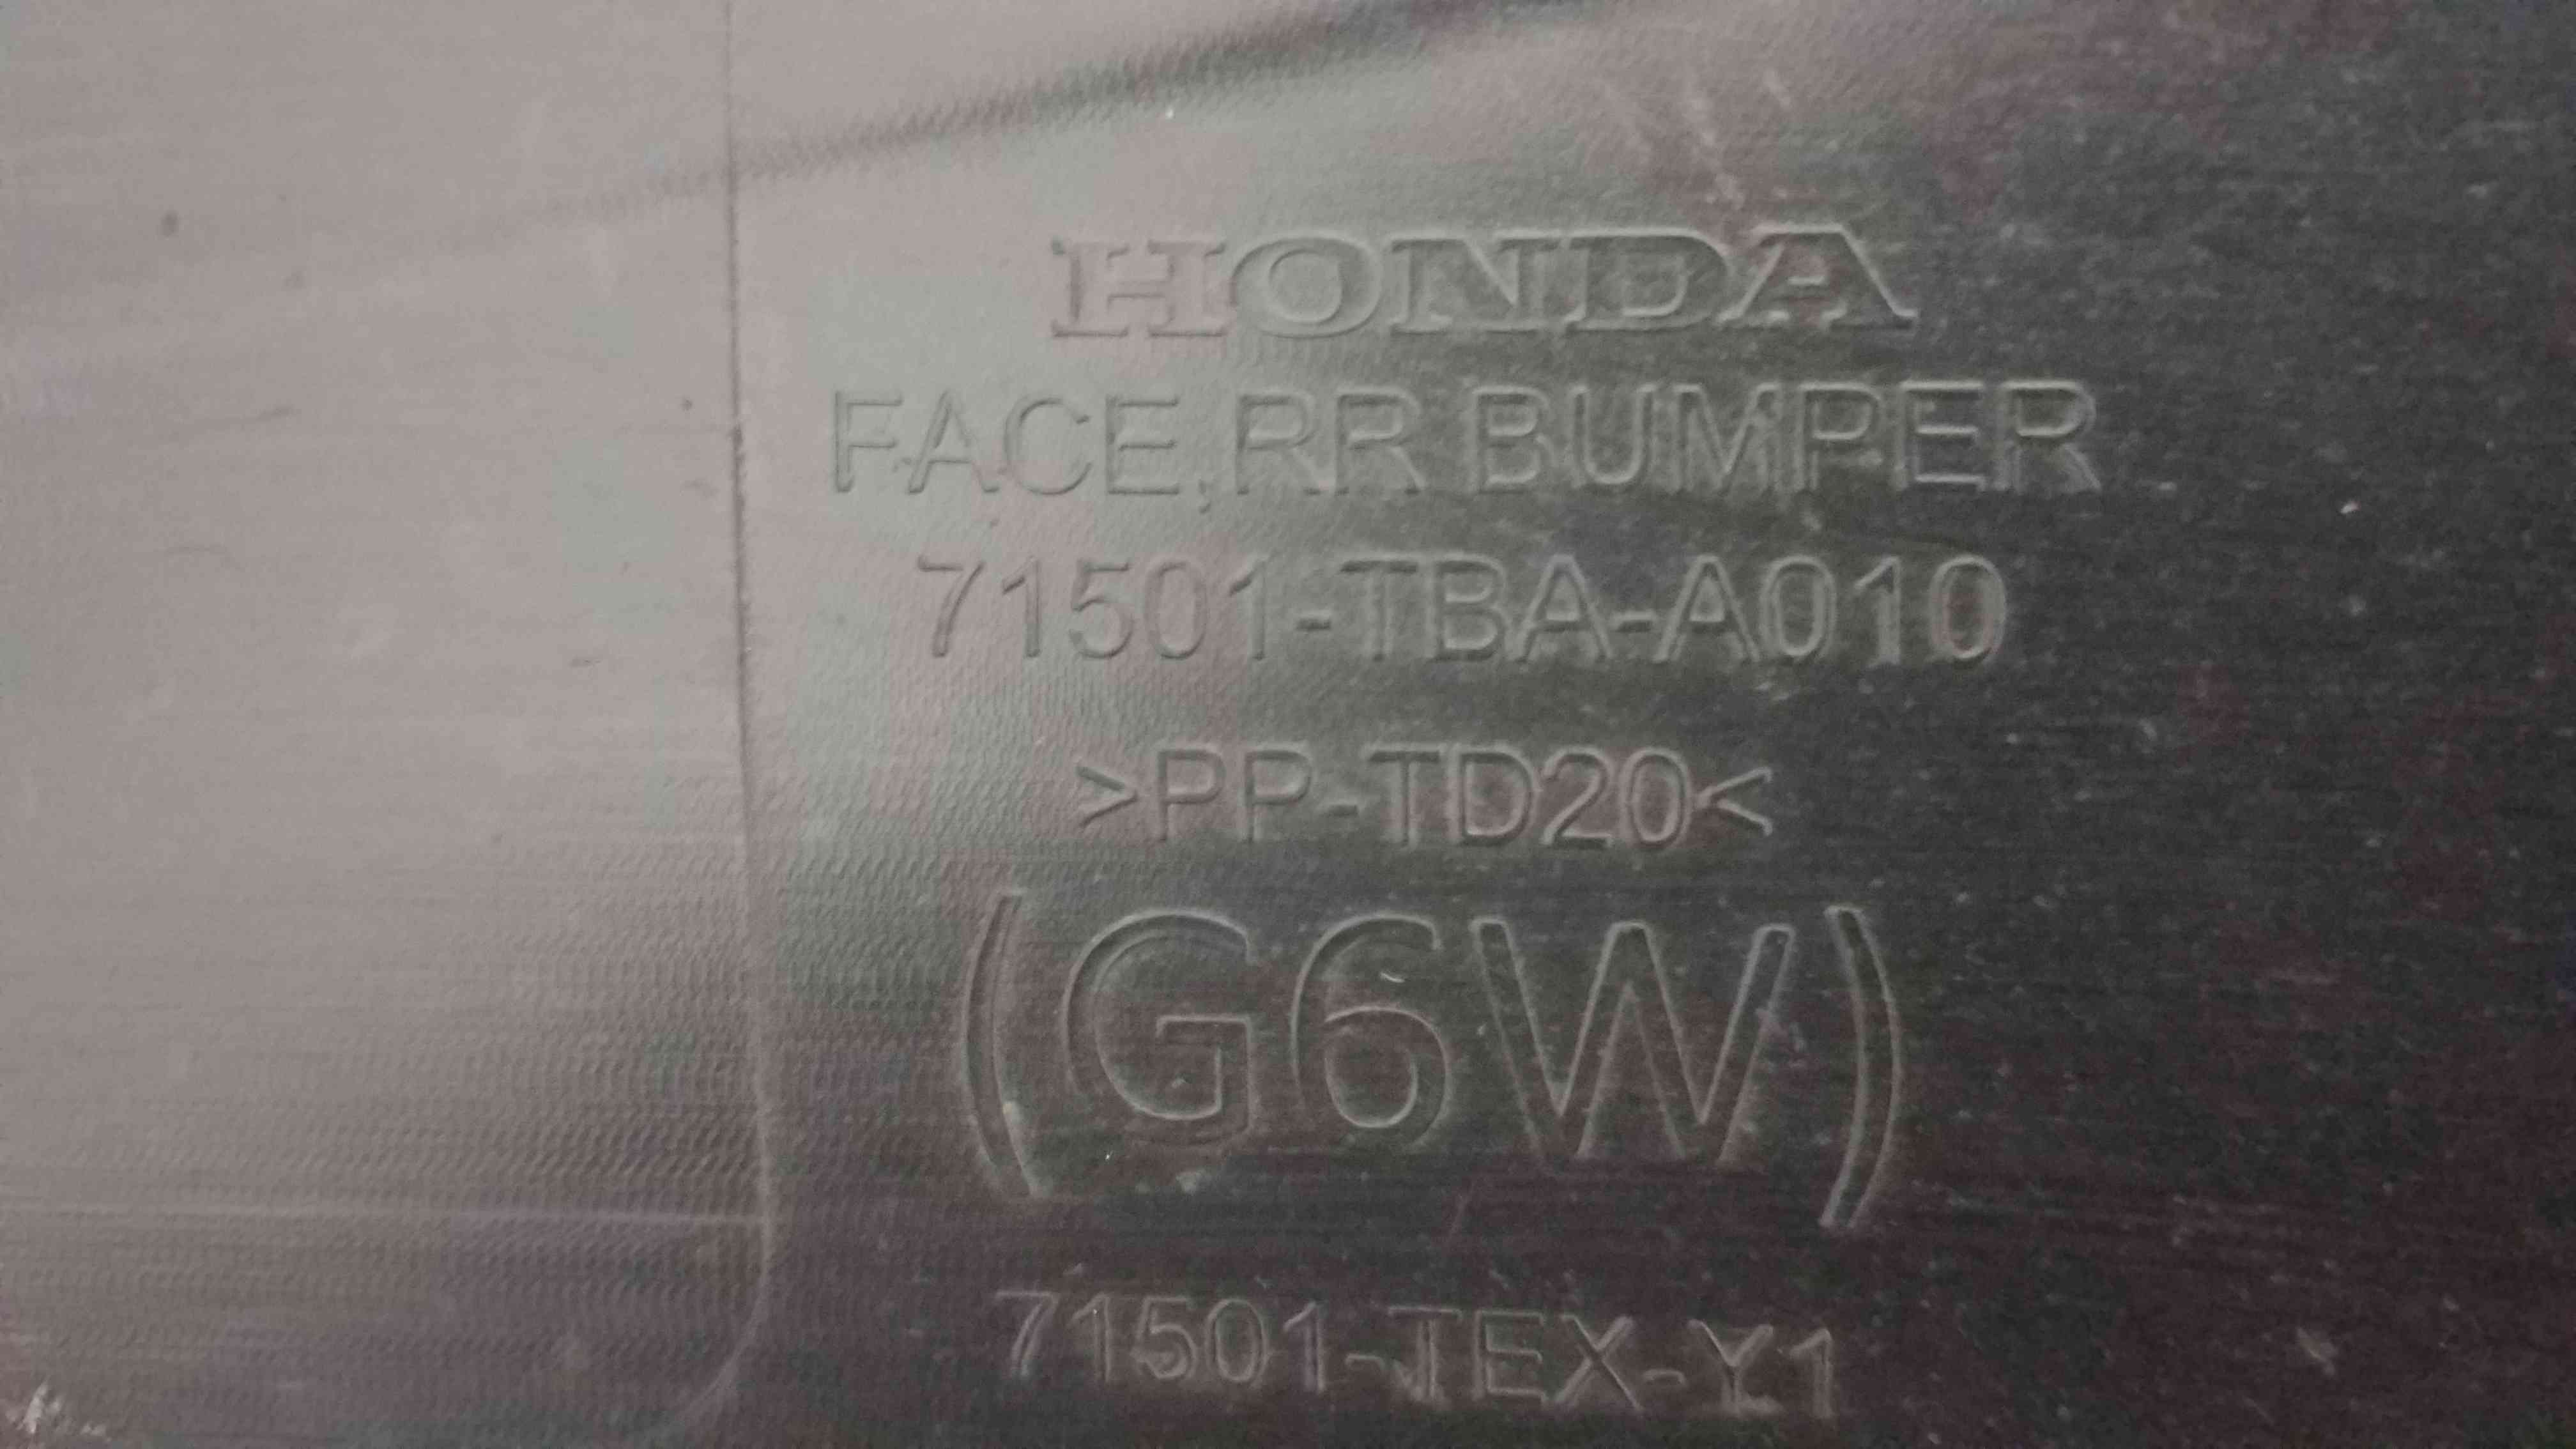 HONDA
FACE,RR BUMPER
71501-TBA-A010
>PP-TD20<
(G6W)
71501-TEX-Y1